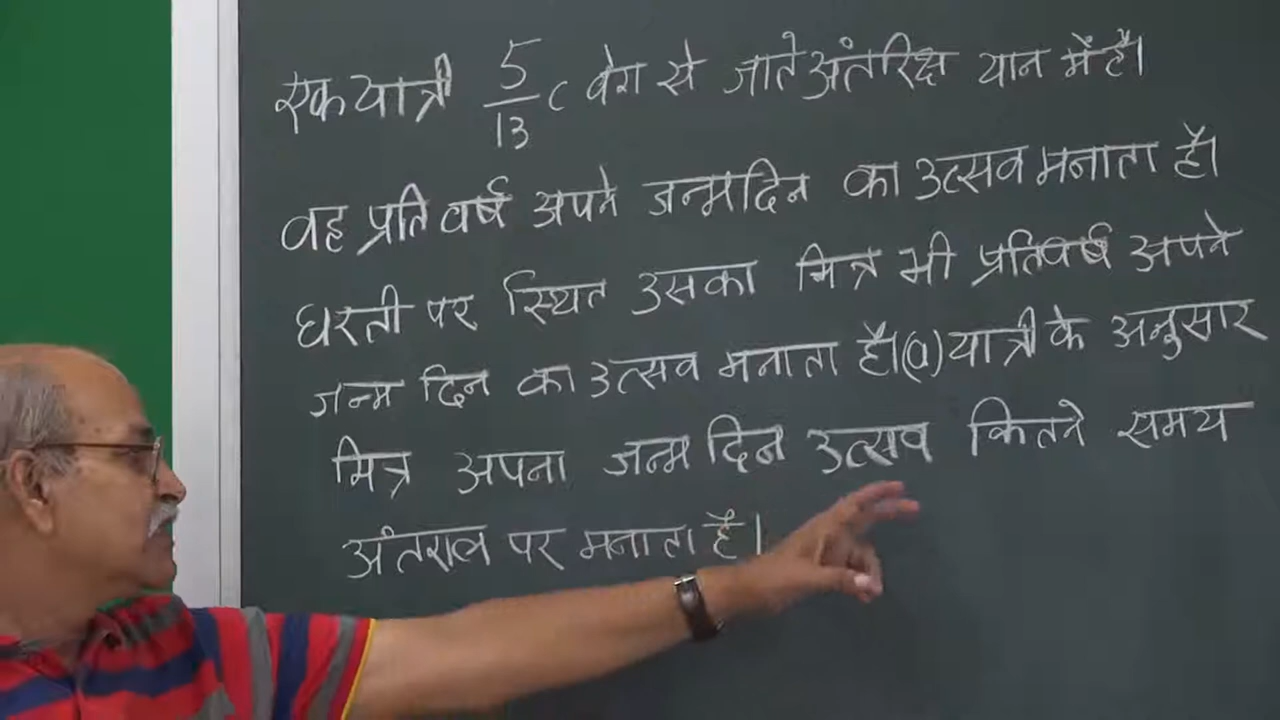 एक यात्री 5/13 c वेग से जाते अंतरिक्ष यान में है।
वह प्रतिवर्ष अपने जन्मदिन का उत्सव मनाता है।
धरती पर स्थित उसका मित्र भी प्रतिवर्ष अपने
जन्म दिन का उत्सव मनाता है। (a) यात्री के अनुसार
मित्र अपना जन्म दिन उत्सव कितने समय
अंतराल पर मनाता है।